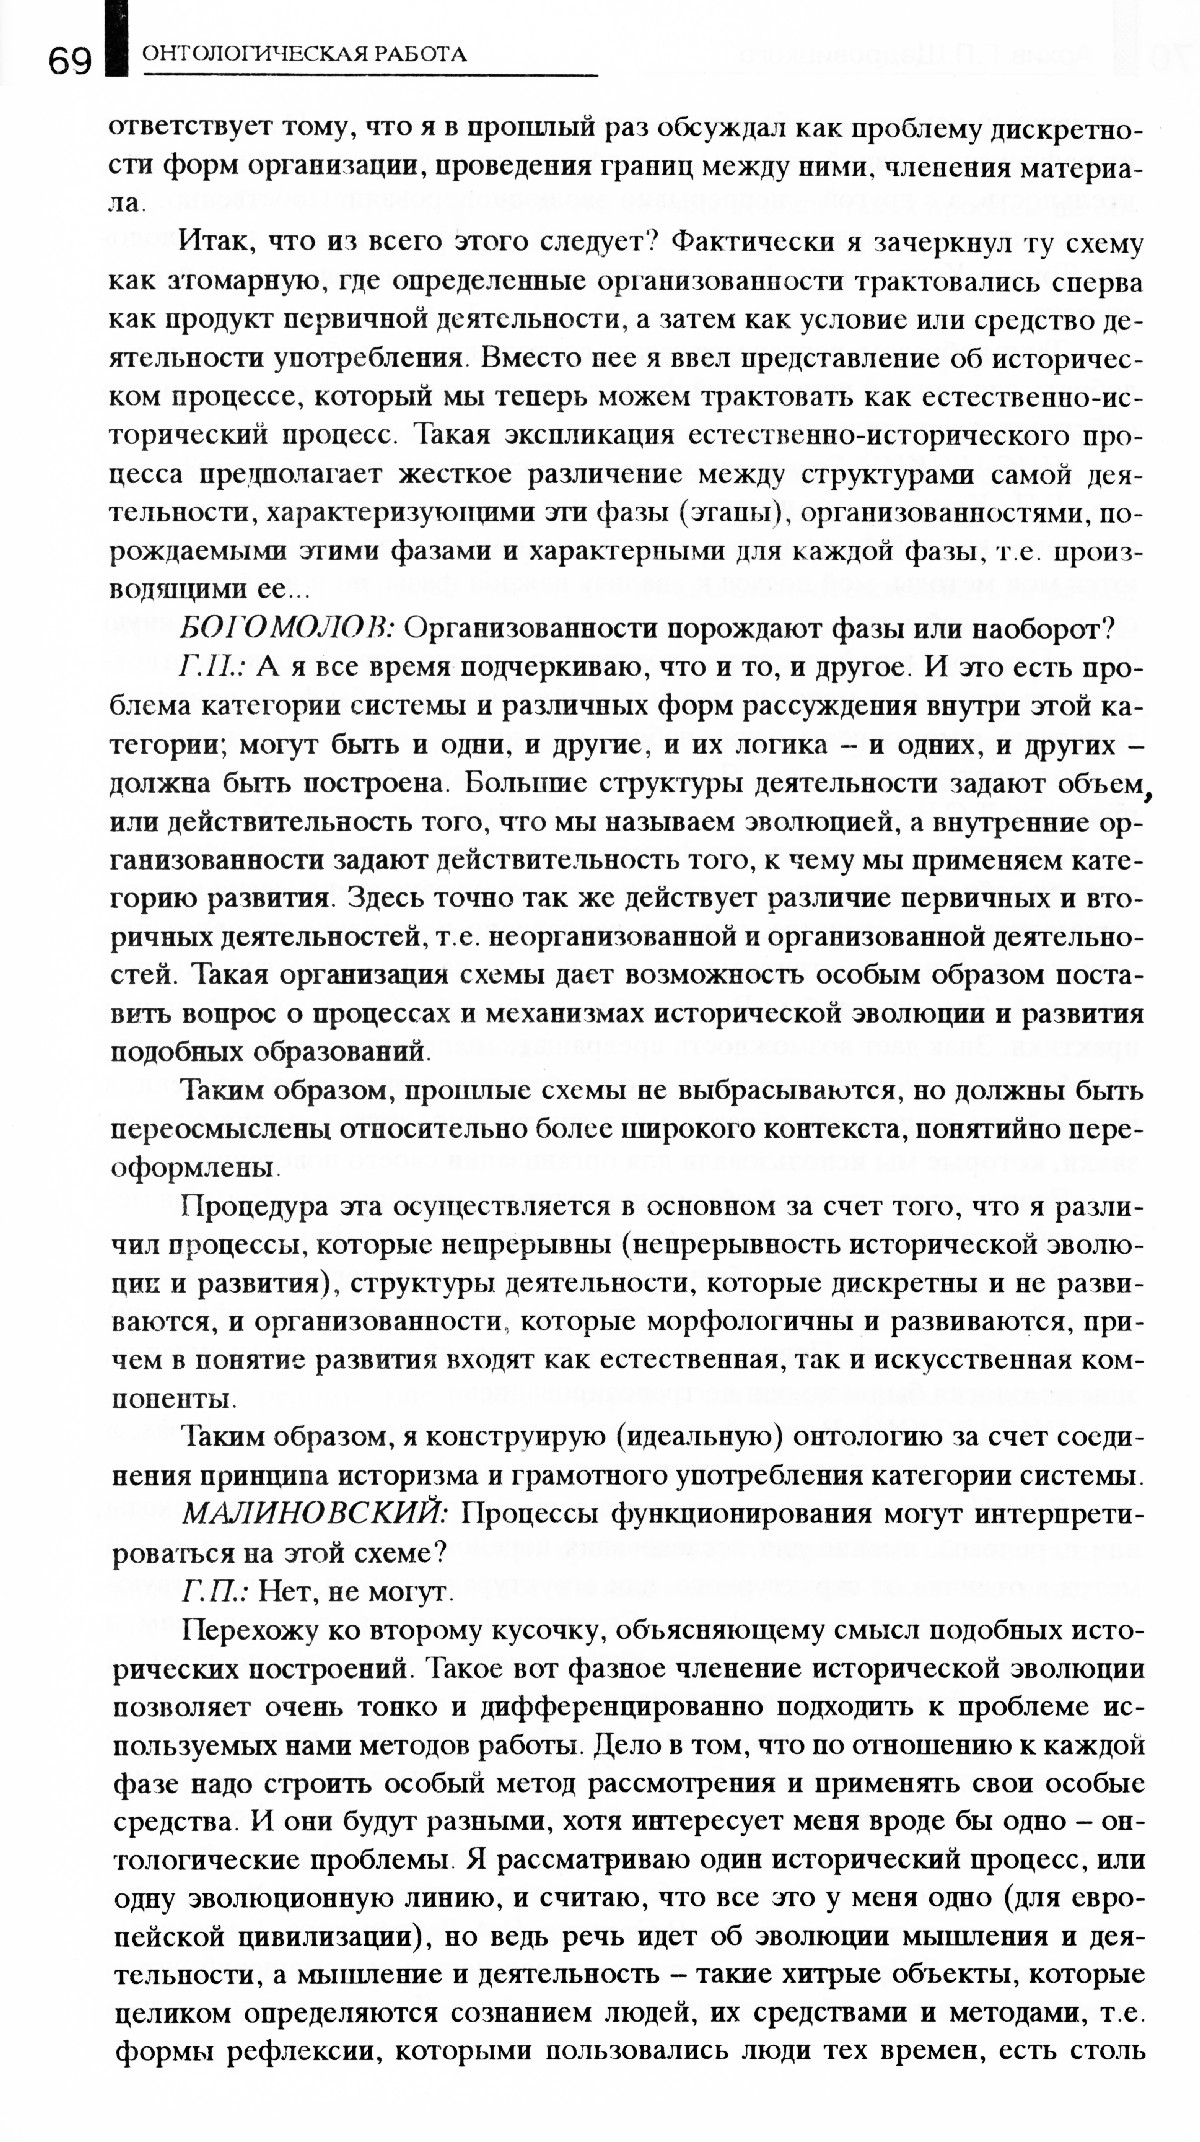 69 ОНТОЛОГИЧЕСКАЯ РАБОТА
ответствует тому, что я в прошлый раз обсуждал как проблему дискретно-
сти форм организации, проведения границ между ними, членения материа-
ла.
Итак, что из всего этого следует? Фактически я зачеркнул ту схему
как атомарную, где определенные организованности трактовались сперва
как продукт первичной деятельности, а затем как условие или средство де-
ятельности употребления. Вместо нее я ввел представление об историчес-
ком процессе, который мы теперь можем трактовать как естественно-ис-
торический процесс. Такая экспликация естественно-исторического про-
цесса предполагает жесткое различение между структурами самой дея-
тельности, характеризующими эти фазы (этапы), организованностями, по-
рождаемыми этими фазами и характерными для каждой фазы, т.е. произ-
водящими ее...
БОГОМОЛОВ: Организованности порождают фазы или наоборот?
Г.П.: А я все время подчеркиваю, что и то, и другое. И это есть про-
блема категории системы и различных форм рассуждения внутри этой ка-
тегории; могут быть и одни, и другие, и их логика – и одних, и других –
должна быть построена. Большие структуры деятельности задают объем,
или действительность того, что мы называем эволюцией, а внутренние ор-
ганизованности задают действительность того, к чему мы применяем кате-
горию развития. Здесь точно так же действует различие первичных и вто-
ричных деятельностей, т.е. неорганизованной и организованной деятельно-
стей. Такая организация схемы дает возможность особым образом поста-
вить вопрос о процессах и механизмах исторической эволюции и развития
подобных образований.
Таким образом, прошлые схемы не выбрасываются, но должны быть
переосмыслены относительно более широкого контекста, понятийно пере-
оформлены.
Процедура эта осуществляется в основном за счет того, что я разли-
чил процессы, которые непрерывны (непрерывность исторической эволю-
ции и развития), структуры деятельности, которые дискретны и не разви-
ваются, и организованности, которые морфологичны и развиваются, при-
чем в понятие развития входят как естественная, так и искусственная ком-
поненты.
Таким образом, я конструирую (идеальную) онтологию за счет соеди-
нения принципа историзма и грамотного употребления категории системы.
МАЛИНОВСКИЙ: Процессы функционирования могут интерпрети-
роваться на этой схеме?
Г.П.: Нет, не могут.
Перехожу ко второму кусочку, объясняющему смысл подобных исто-
рических построений. Такое вот фазное членение исторической эволюции
позволяет очень тонко и дифференцированно подходить к проблеме ис-
пользуемых нами методов работы. Дело в том, что по отношению к каждой
фазе надо строить особый метод рассмотрения и применять свои особые
средства. И они будут разными, хотя интересует меня вроде бы одно – он-
тологические проблемы. Я рассматриваю один исторический процесс, или
одну эволюционную линию, и считаю, что все это у меня одно (для евро-
пейской цивилизации), но ведь речь идет об эволюции мышления и дея-
тельности, а мышление и деятельность – такие хитрые объекты, которые
целиком определяются сознанием людей, их средствами и методами, т.е.
формы рефлексии, которыми пользовались люди тех времен, есть столь